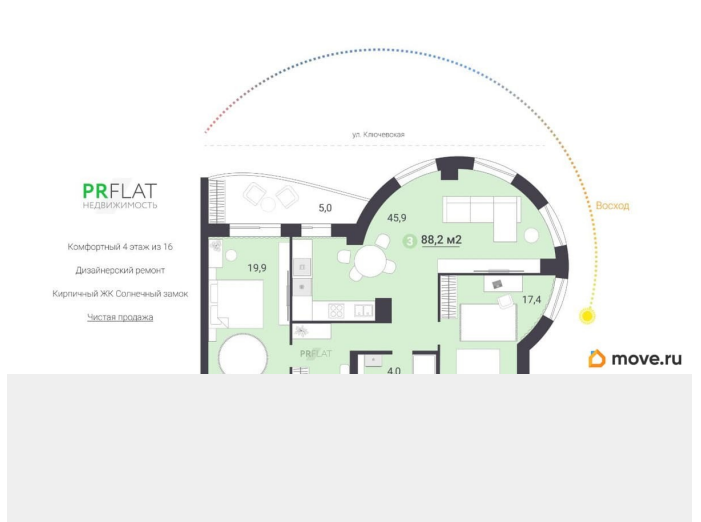 ул. Ключевская
PRFLAT
НЕДВИЖИМОСТЬ
Восход
5,0
45,9
3 88,2 м2
Комфортный 4 этаж из 16
19,9
Дизайнерский ремонт
Кирпичный ЖК Солнечный замок
17,4
Чистая продажа
PRFLAT
move.ru
4,0